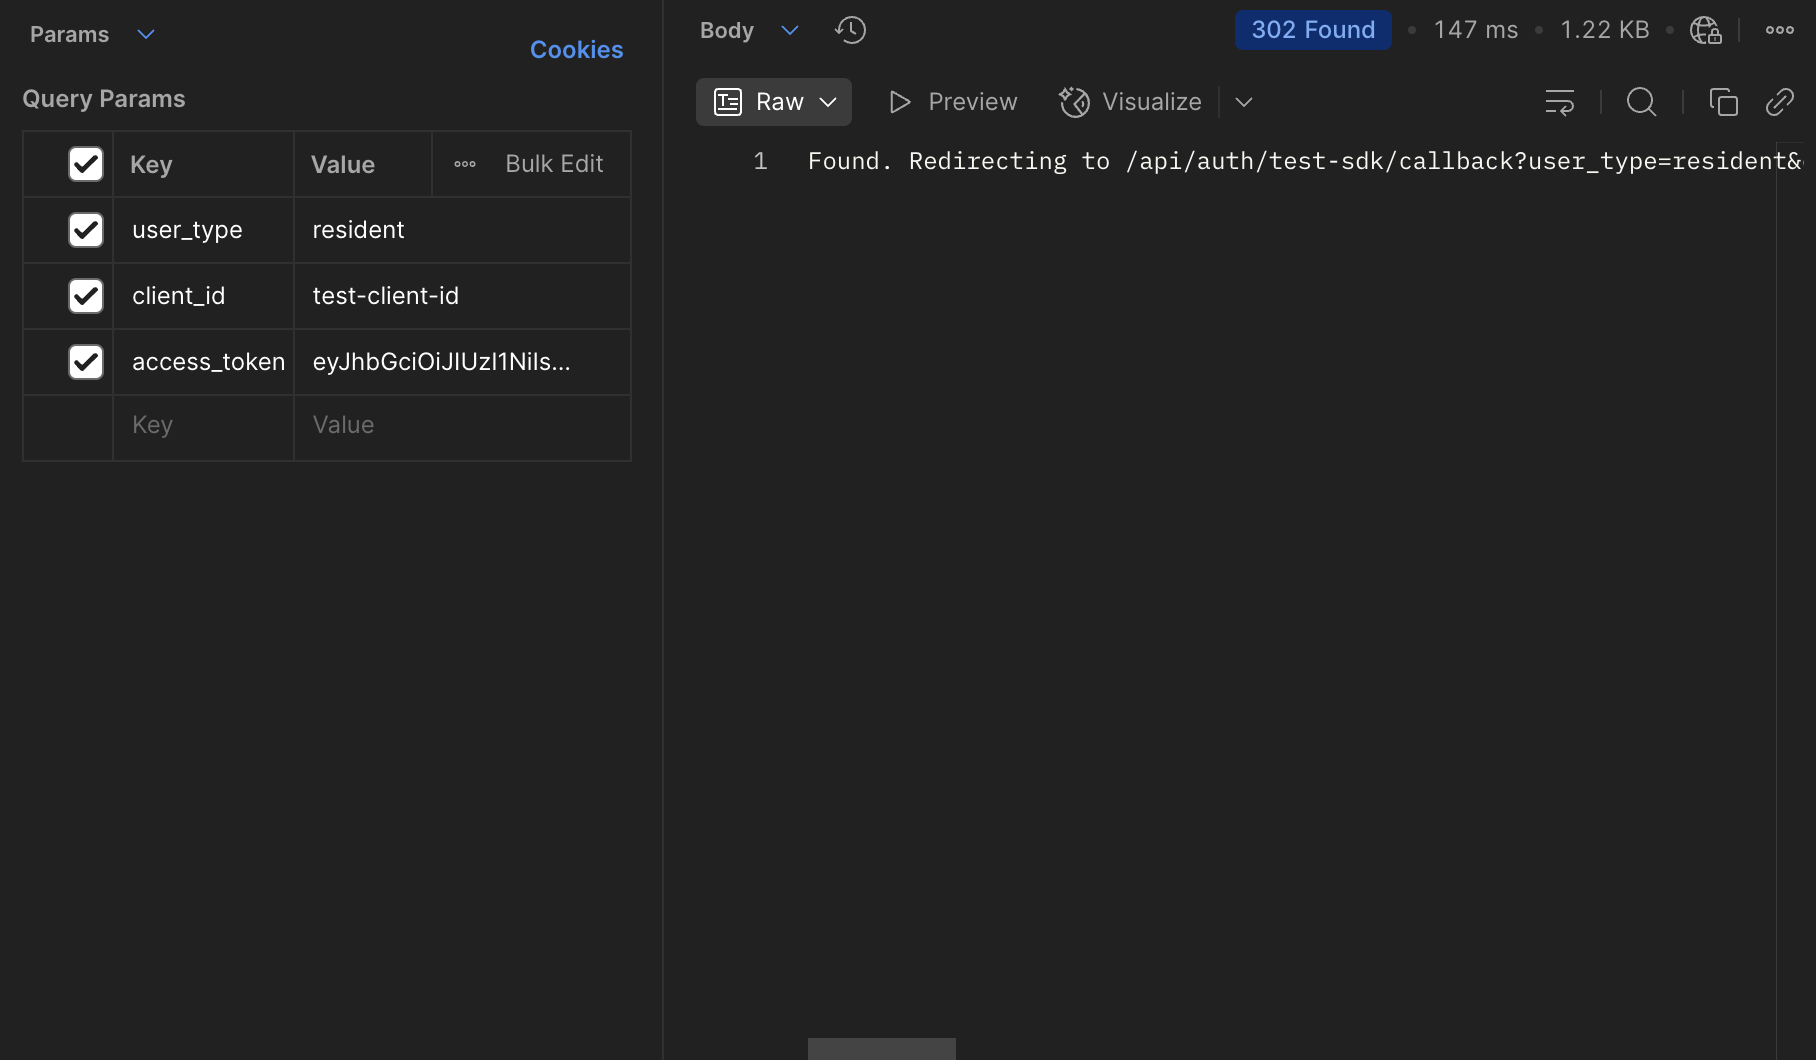 Params
Cookies
Query Params
Key Value Bulk Edit
user_type resident
client_id test-client-id
access_token eyJhbGciOiJIUzI1NiIs...
Key Value
Body 302 Found • 147 ms • 1.22 KB •
Raw Preview Visualize
1 Found. Redirecting to /api/auth/test-sdk/callback?user_type=resident&